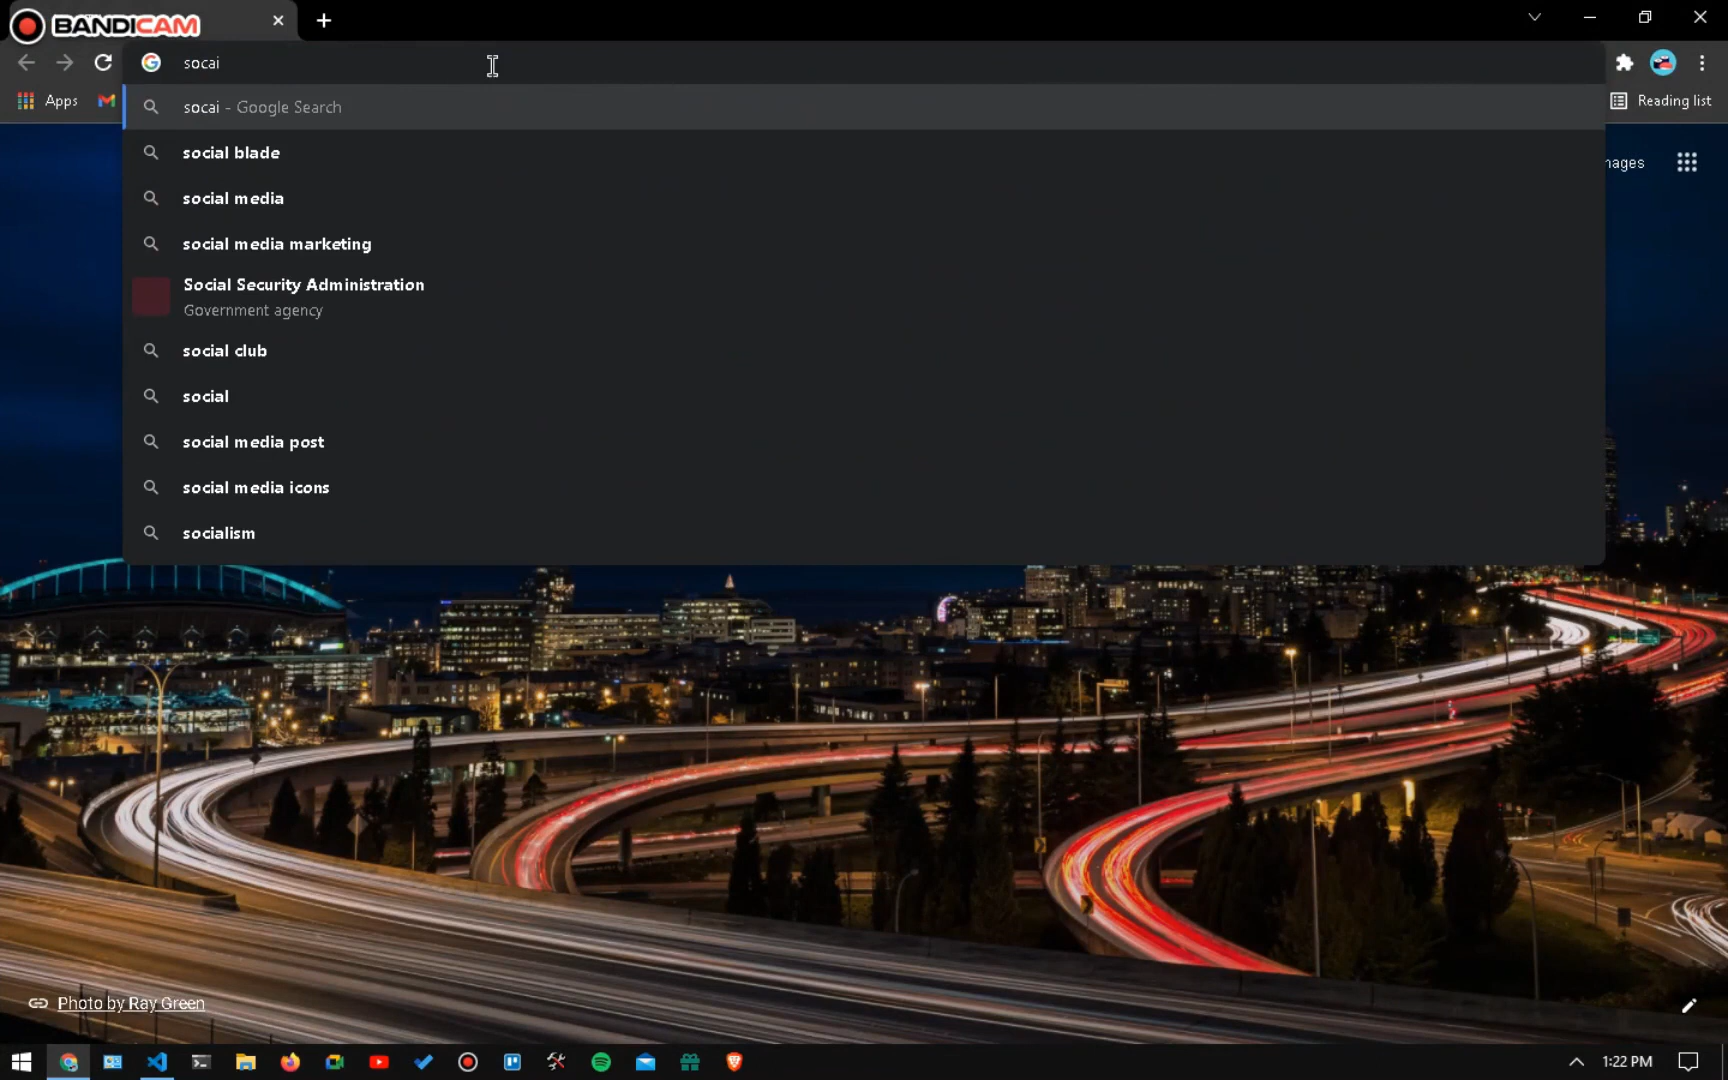 BANDICAM
socai
Apps
Reading list
socai - Google Search
social blade
nages
social media
social media marketing
Social Security Administration
Government agency
social club
social
social media post
social media icons
socialism
Photo by Ray Green
1:22 PM